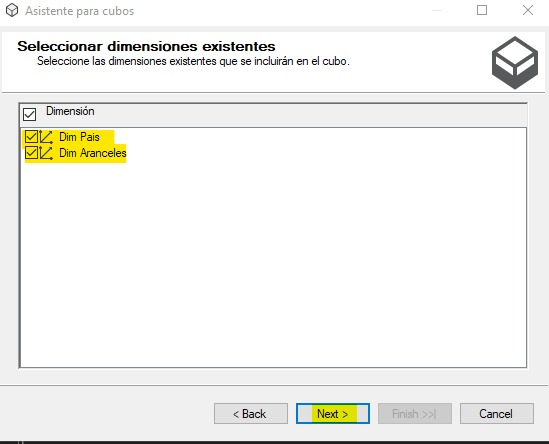 Asistente para cubos
Seleccionar dimensiones existentes
Seleccione las dimensiones existentes que se incluirán en el cubo.
Dimensión
Dim Pais
Dim Aranceles
< Back
Next >
Finish >>|
Cancel